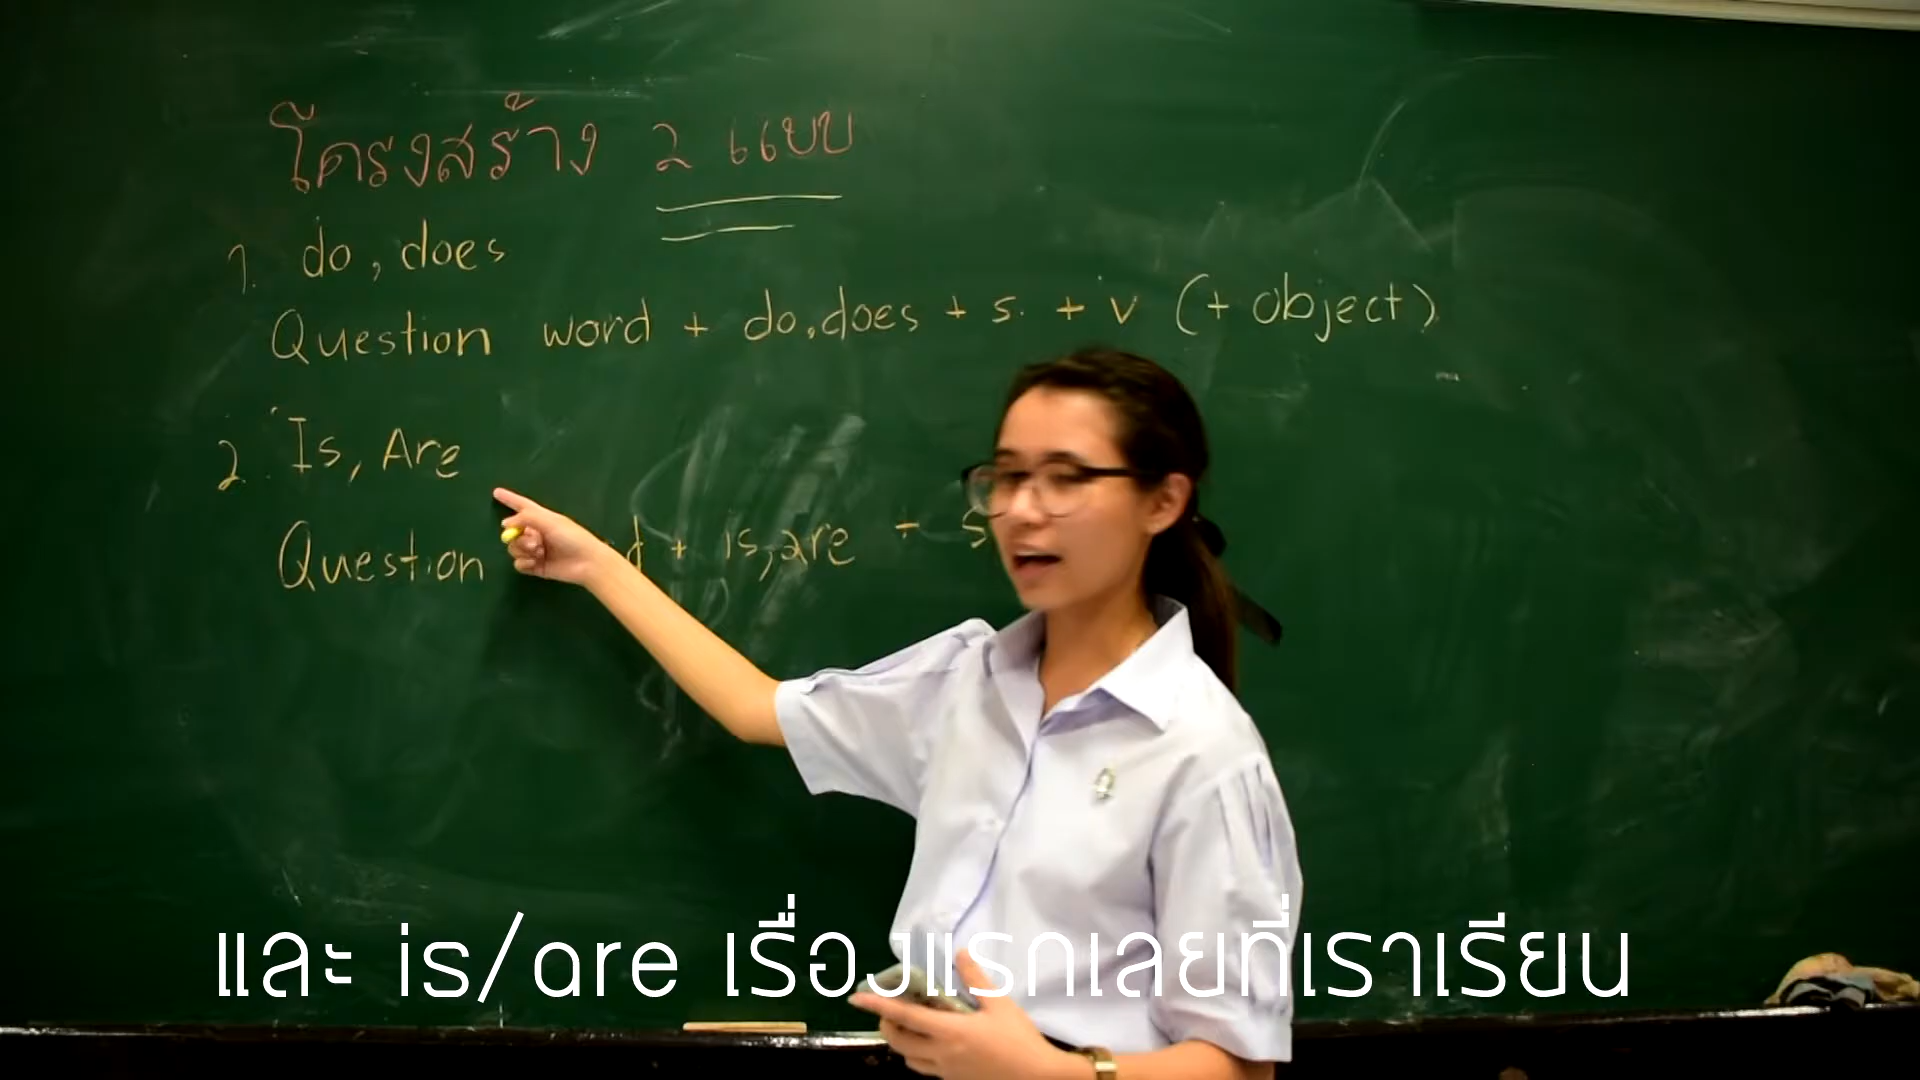 โครงสร้าง 2 แบบ
1. do, does
Question word + do, does + s. + v (+ object)
2. Is, Are
Question + is, are + s
และ is/are เรื่องแรกเลยที่เราเรียน